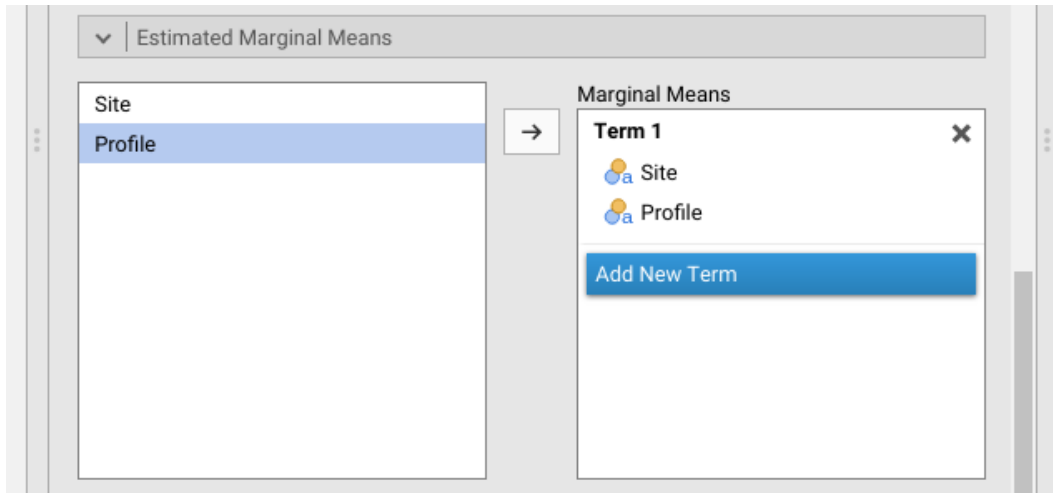 Estimated Marginal Means
Site
Profile
Marginal Means
Term 1
a Site
a Profile
Add New Term